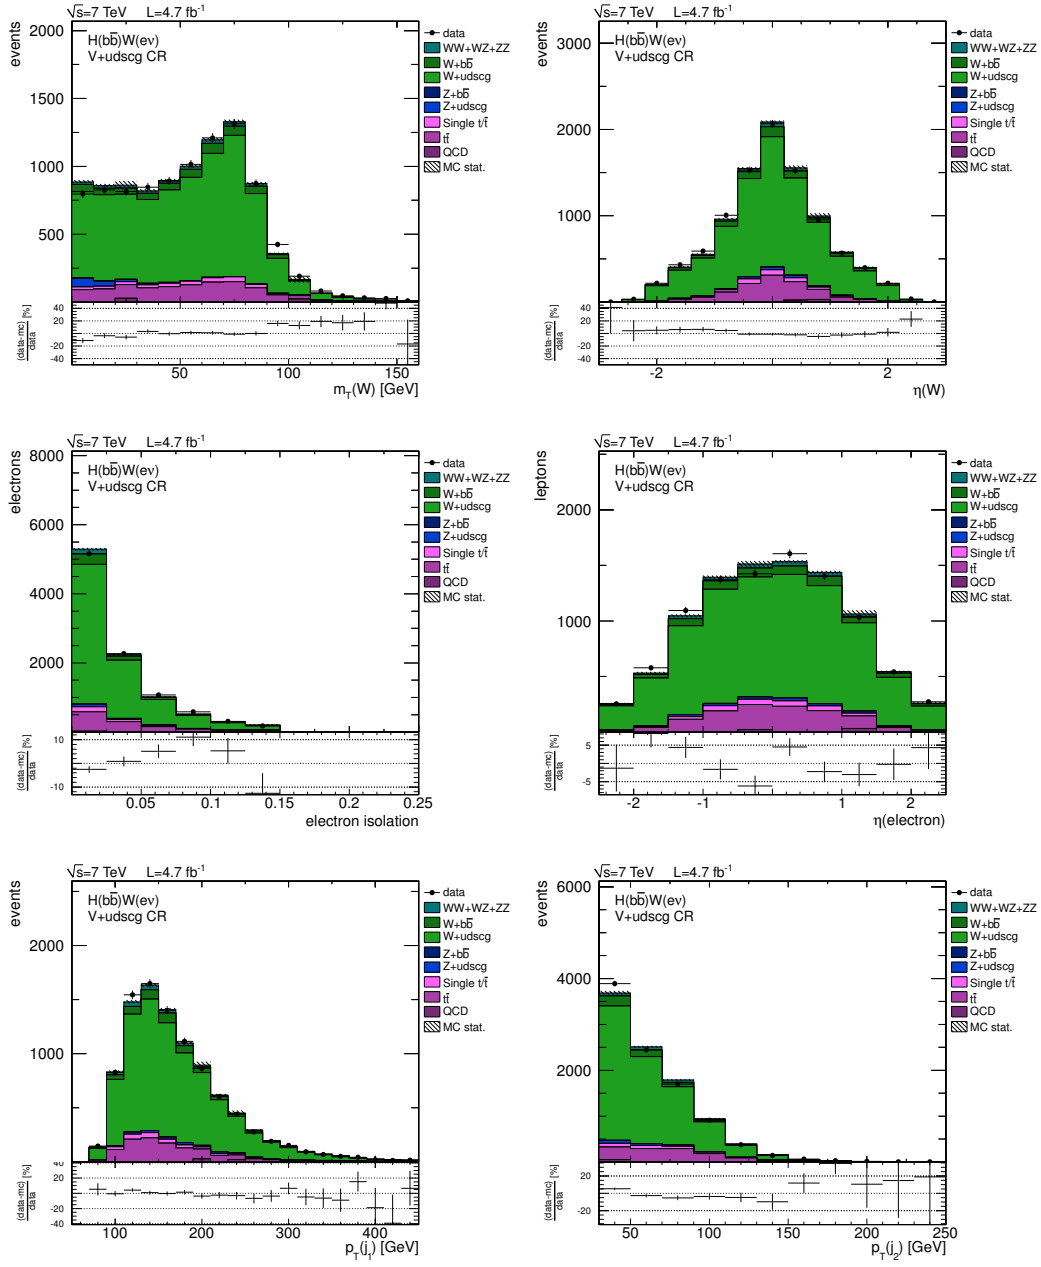 √s=7 TeV L=4.7 fb⁻¹
events
2000
1500
1000
500
H(bb̅)W(eν)
V+udscg CR
data
WW+WZ+ZZ
W+bb̅
W+udscg
Z+bb̅
Z+udscg
Single t/t̅
tt̅
QCD
MC stat.
(data-mc)/data [%]
40
20
0
-20
-40
50 100 150
m_T(W) [GeV]
√s=7 TeV L=4.7 fb⁻¹
events
3000
2000
1000
H(bb̅)W(eν)
V+udscg CR
data
WW+WZ+ZZ
W+bb̅
W+udscg
Z+bb̅
Z+udscg
Single t/t̅
tt̅
QCD
MC stat.
(data-mc)/data [%]
40
20
0
-20
-40
-2 0 2
η(W)
√s=7 TeV L=4.7 fb⁻¹
electrons
8000
6000
4000
2000
H(bb̅)W(eν)
V+udscg CR
data
WW+WZ+ZZ
W+bb̅
W+udscg
Z+bb̅
Z+udscg
Single t/t̅
tt̅
QCD
MC stat.
(data-mc)/data [%]
10
0
-10
0.05 0.1 0.15 0.2 0.25
electron isolation
√s=7 TeV L=4.7 fb⁻¹
leptons
2000
1000
H(bb̅)W(eν)
V+udscg CR
data
WW+WZ+ZZ
W+bb̅
W+udscg
Z+bb̅
Z+udscg
Single t/t̅
tt̅
QCD
MC stat.
(data-mc)/data [%]
5
0
-5
-2 -1 0 1 2
η(electron)
√s=7 TeV L=4.7 fb⁻¹
events
2000
1000
H(bb̅)W(eν)
V+udscg CR
data
WW+WZ+ZZ
W+bb̅
W+udscg
Z+bb̅
Z+udscg
Single t/t̅
tt̅
QCD
MC stat.
(data-mc)/data [%]
40
20
0
-20
-40
100 200 300 400
p_T(j_1) [GeV]
√s=7 TeV L=4.7 fb⁻¹
events
6000
4000
2000
H(bb̅)W(eν)
V+udscg CR
data
WW+WZ+ZZ
W+bb̅
W+udscg
Z+bb̅
Z+udscg
Single t/t̅
tt̅
QCD
MC stat.
(data-mc)/data [%]
20
0
-20
50 100 150 200 250
p_T(j_2) [GeV]